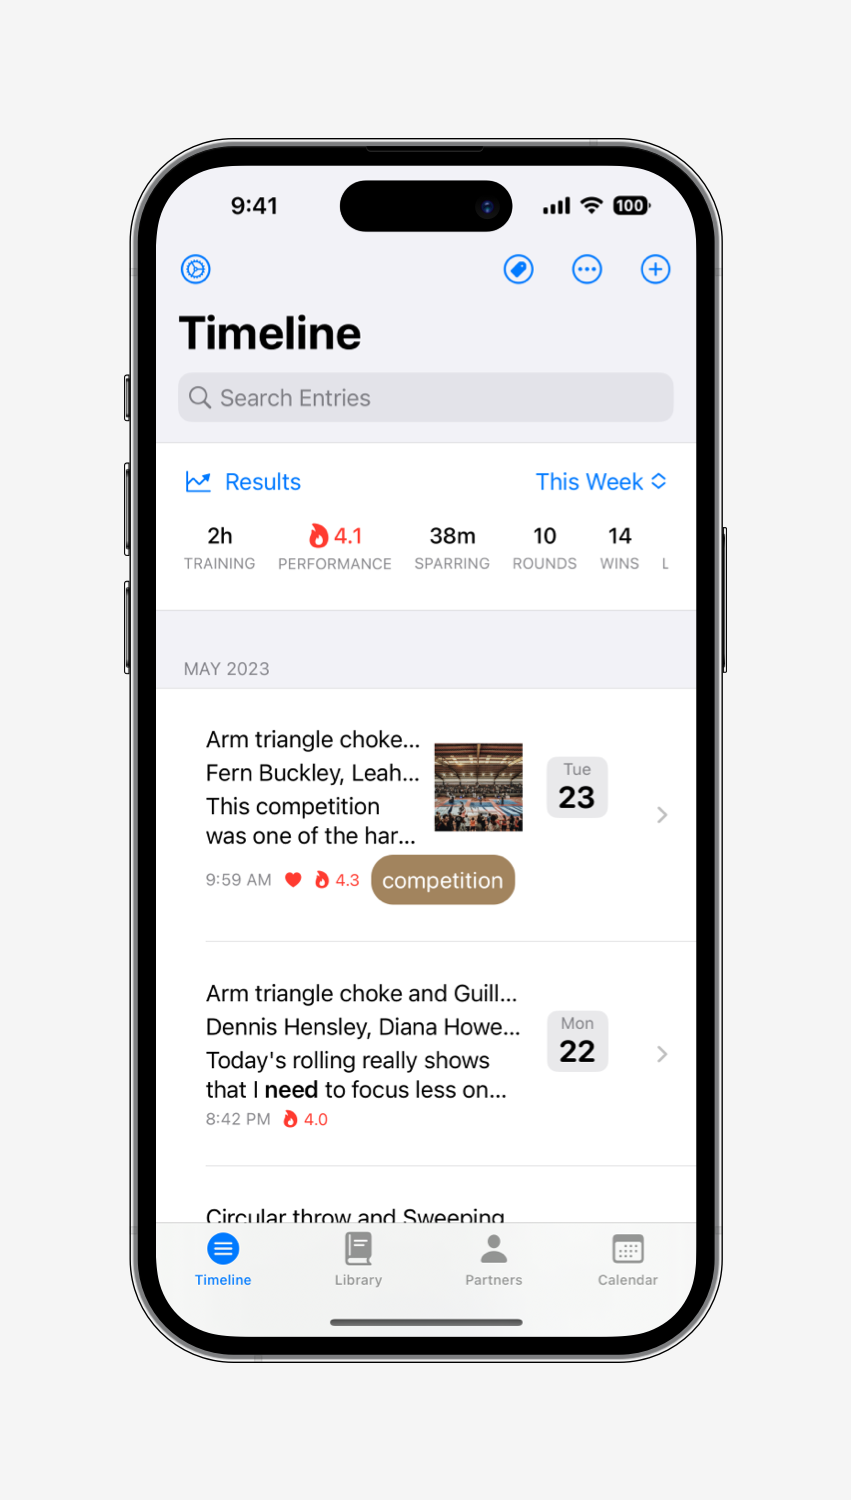 9:41
100
Timeline
Search Entries
Results
This Week
2h
4.1
38m
10
14
TRAINING
PERFORMANCE
SPARRING
ROUNDS
WINS
L
MAY 2023
Arm triangle choke...
Fern Buckley, Leah...
This competition
was one of the har...
Tue
23
9:59 AM
4.3
competition
Arm triangle choke and Guill...
Dennis Hensley, Diana Howe...
Today's rolling really shows
that I need to focus less on...
Mon
22
8:42 PM
4.0
Circular throw and Sweeping
Timeline
Library
Partners
Calendar